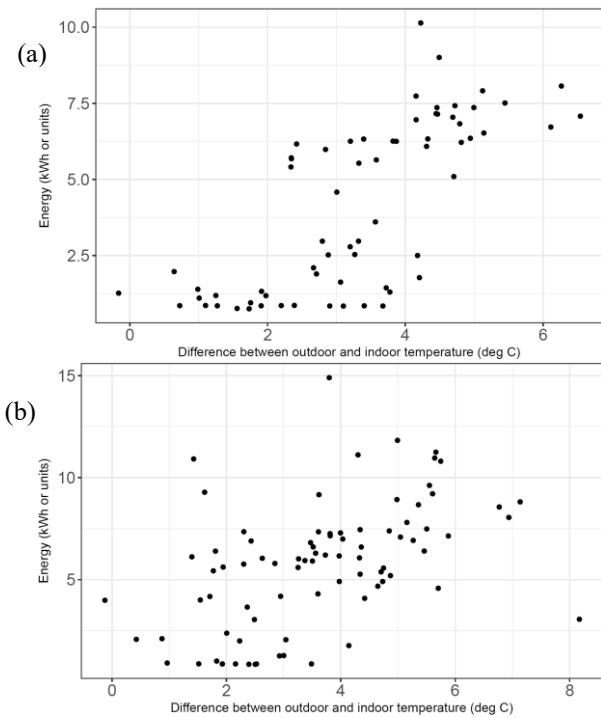 (a)
Energy (kWh or units)
10.0
7.5
5.0
2.5
0 2 4 6
Difference between outdoor and indoor temperature (deg C)
(b)
Energy (kWh or units)
15
10
5
0
0 2 4 6 8
Difference between outdoor and indoor temperature (deg C)